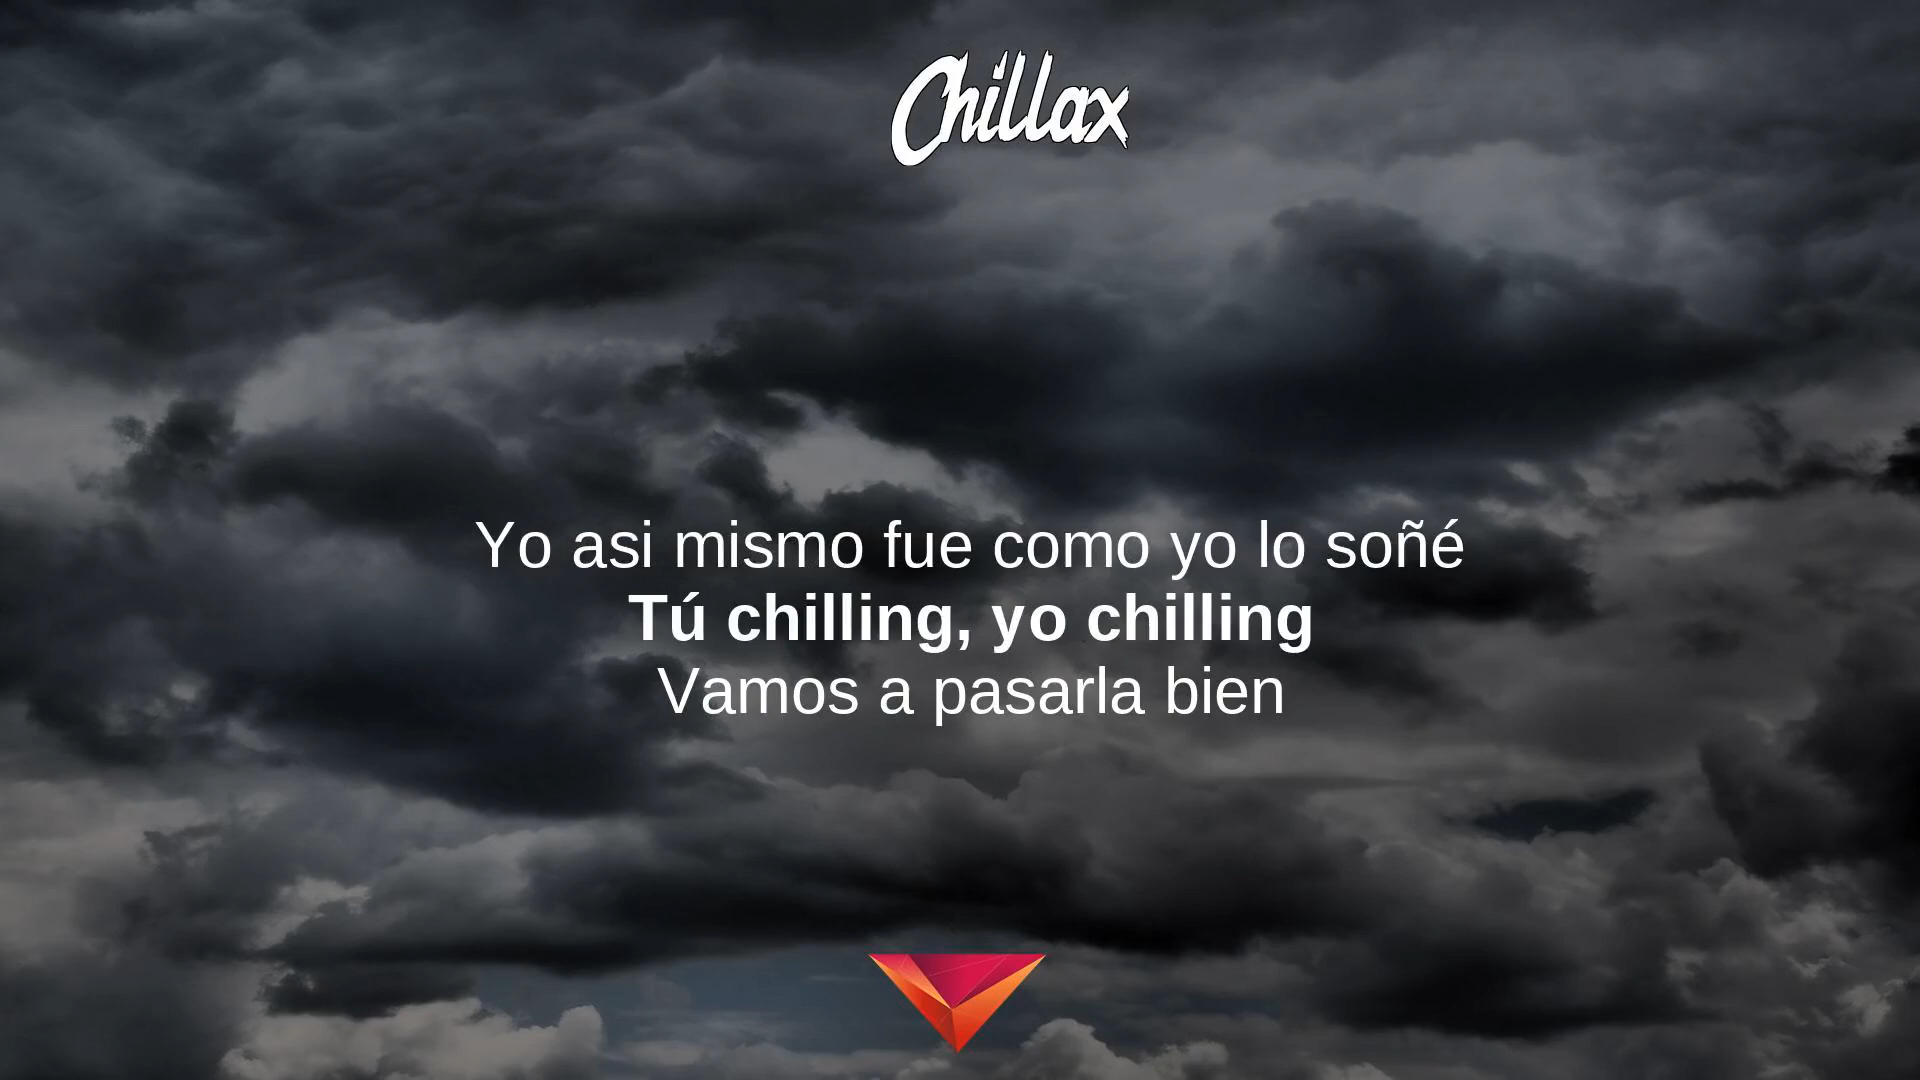 Chillax
Yo asi mismo fue como yo lo soñé
Tú chilling, yo chilling
Vamos a pasarla bien